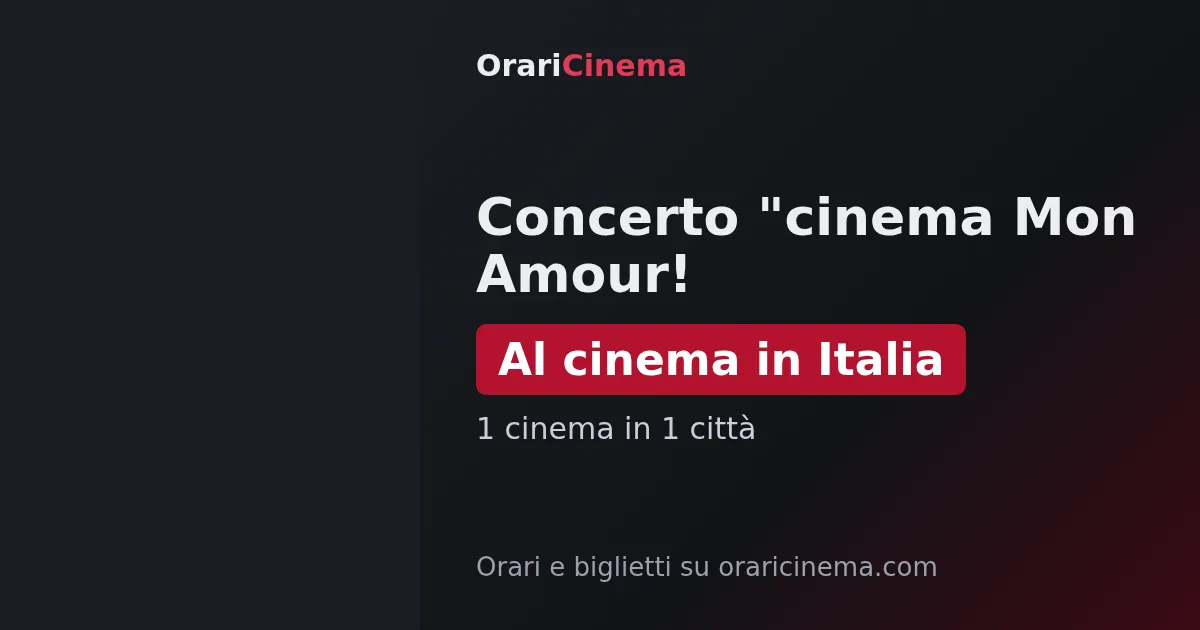 OrariCinema
Concerto "cinema Mon
Amour!
Al cinema in Italia
1 cinema in 1 città
Orari e biglietti su oraricinema.com